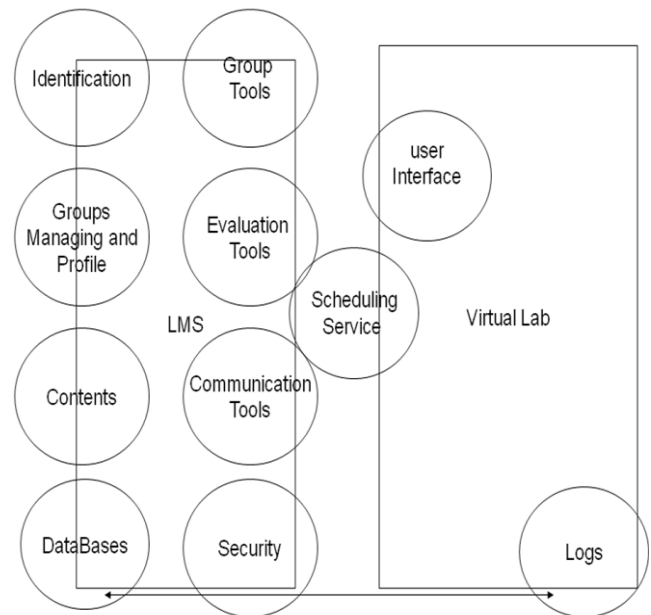 Identification
Group
Tools
user
Interface
Groups
Managing and
Profile
Evaluation
Tools
Scheduling
Service
LMS
Virtual Lab
Contents
Communication
Tools
DataBases
Security
Logs